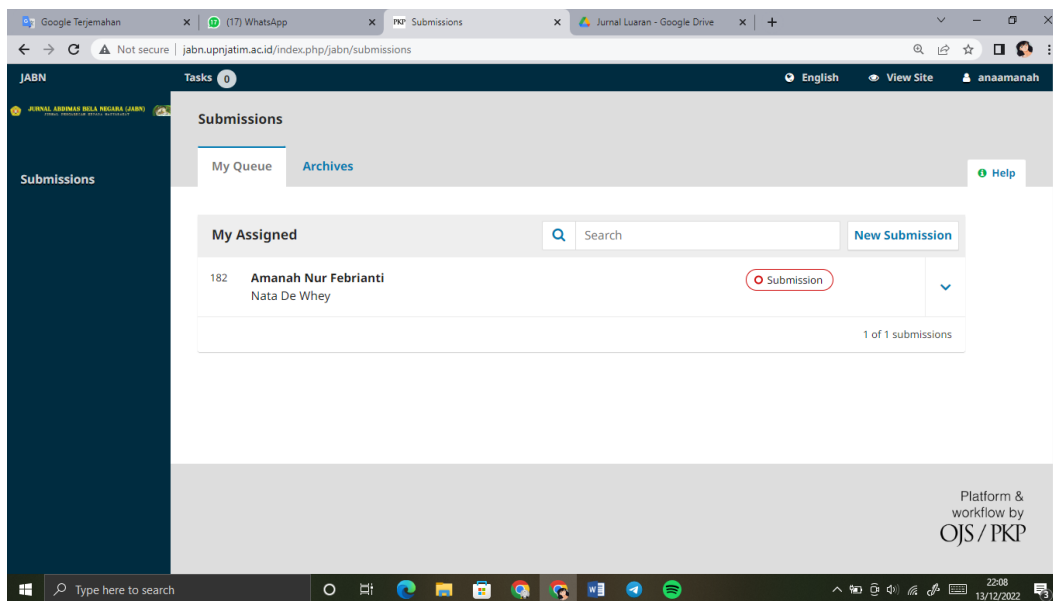 Google Terjemahan
(17) WhatsApp
PKP Submissions
Jurnal Luaran - Google Drive
Not secure jabn.upnjatim.ac.id/index.php/jabn/submissions
JABN Tasks 0 English View Site anaamanah
JURNAL ABDIMAS BELA NEGARA (JABN)
Submissions
My Queue Archives
Submissions
Help
My Assigned Search New Submission
182 Amanah Nur Febrianti Submission
Nata De Whey
1 of 1 submissions
Platform &
workflow by
OJS / PKP
Type here to search
22:08
13/12/2022
3